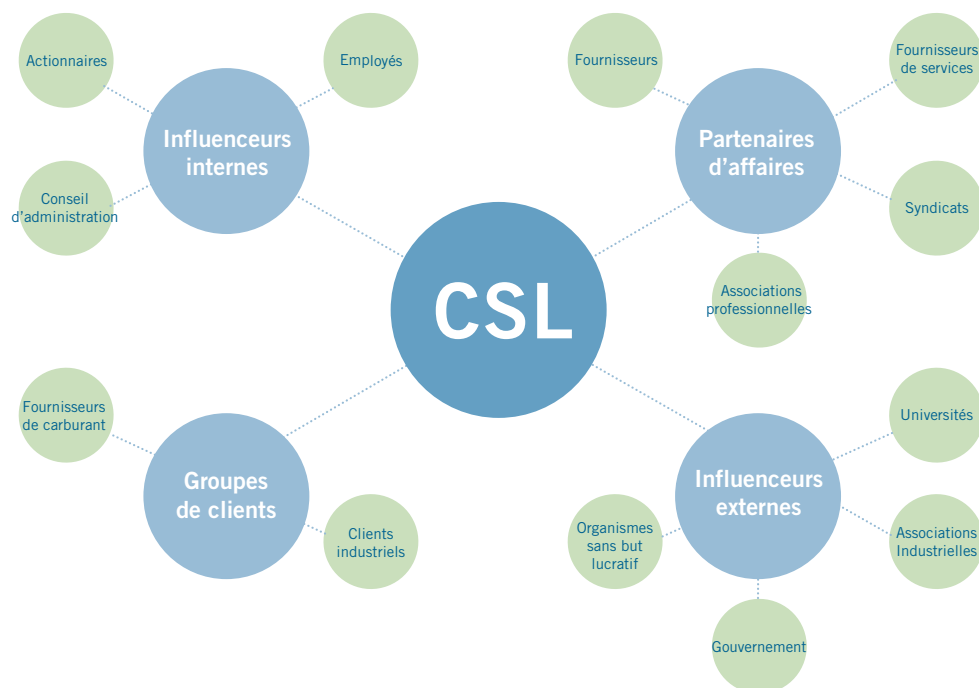 Actionnaires
Employés
Influenceurs
internes
Conseil
d'administration
Fournisseurs
Fournisseurs
de services
Partenaires
d'affaires
Syndicats
Associations
professionnelles
CSL
Fournisseurs
de carburant
Groupes
de clients
Clients
industriels
Universités
Influenceurs
externes
Organismes
sans but
lucratif
Associations
Industrielles
Gouvernement